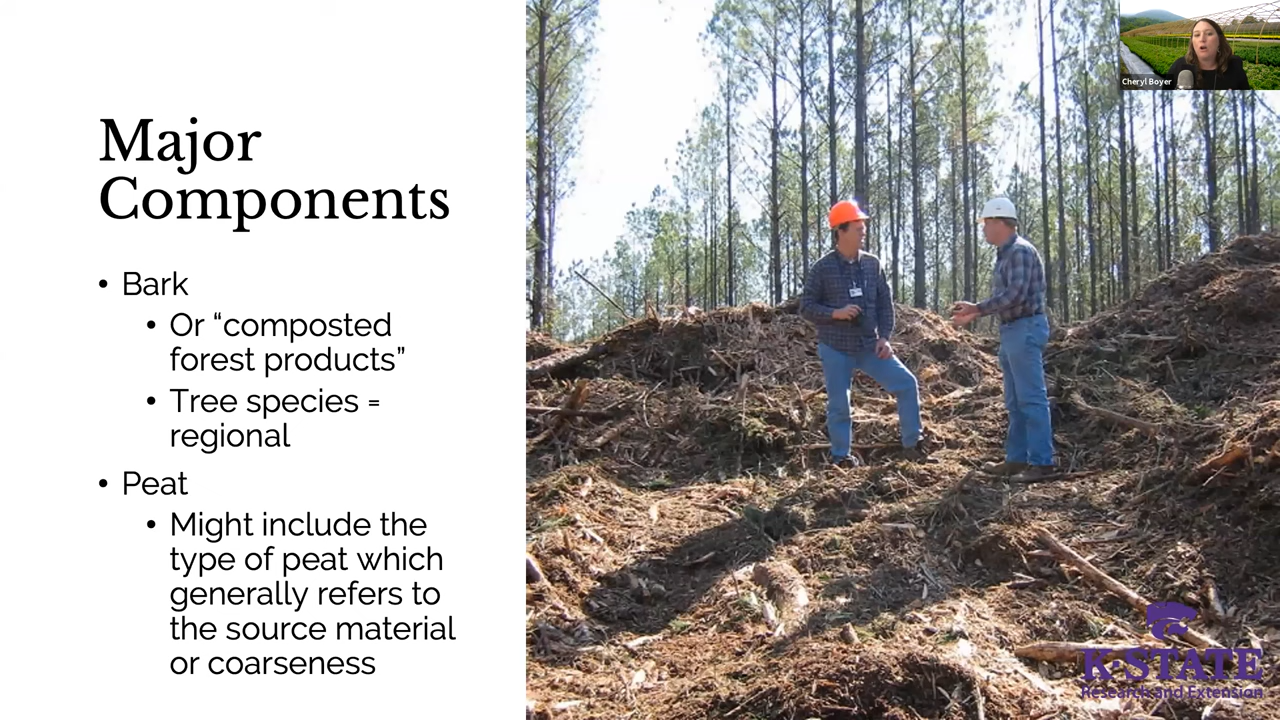 Major
Components
• Bark
• Or “composted
forest products”
• Tree species =
regional
• Peat
• Might include the
type of peat which
generally refers to
the source material
or coarseness
Cheryl Boyer
K-STATE
Research and Extension